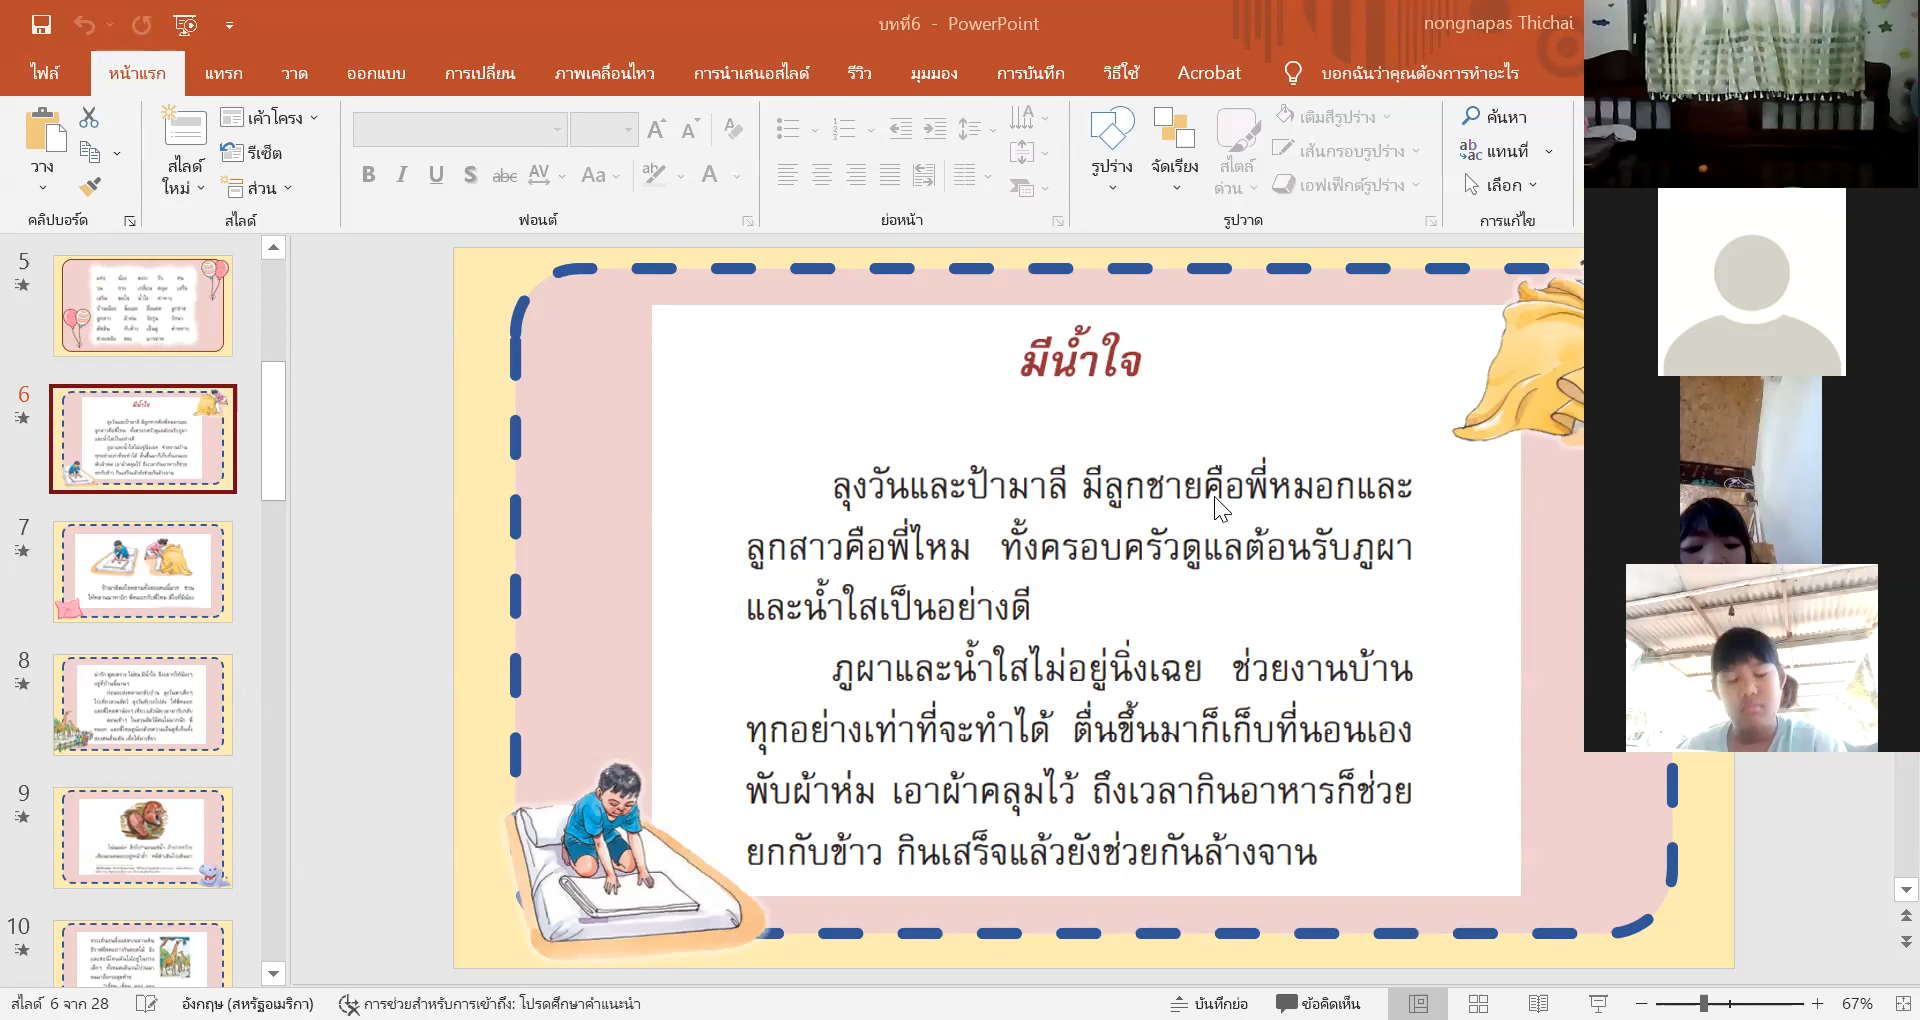 บทที่6 - PowerPoint
nongnapas Thichai
ไฟล์
หน้าแรก
แทรก
วาด
ออกแบบ
การเปลี่ยน
ภาพเคลื่อนไหว
การนำเสนอสไลด์
รีวิว
มุมมอง
การบันทึก
วิธีใช้
Acrobat
บอกฉันว่าคุณต้องการทำอะไร
วาง
คลิปบอร์ด
สไลด์
ใหม่
เค้าโครง
รีเซ็ต
ส่วน
สไลด์
ฟอนต์
ย่อหน้า
รูปร่าง
จัดเรียง
สไตล์
ด่วน
เติมสีรูปร่าง
เส้นกรอบรูปร่าง
เอฟเฟ็กต์รูปร่าง
รูปวาด
ค้นหา
แทนที่
เลือก
การแก้ไข
5
6
7
8
9
10
มีน้ำใจ
ลุงวันและป้ามาลี มีลูกชายคือพี่หมอกและ
ลูกสาวคือพี่ไหม ทั้งครอบครัวดูแลต้อนรับภูผา
และน้ำใสเป็นอย่างดี
ภูผาและน้ำใสไม่อยู่นิ่งเฉย ช่วยงานบ้าน
ทุกอย่างเท่าที่จะทำได้ ตื่นขึ้นมาก็เก็บที่นอนเอง
พับผ้าห่ม เอาผ้าคลุมไว้ ถึงเวลากินอาหารก็ช่วย
ยกกับข้าว กินเสร็จแล้วยังช่วยกันล้างจาน
สไลด์ 6 จาก 28
อังกฤษ (สหรัฐอเมริกา)
การช่วยสำหรับการเข้าถึง: โปรดศึกษาคำแนะนำ
บันทึกย่อ
ข้อคิดเห็น
67%